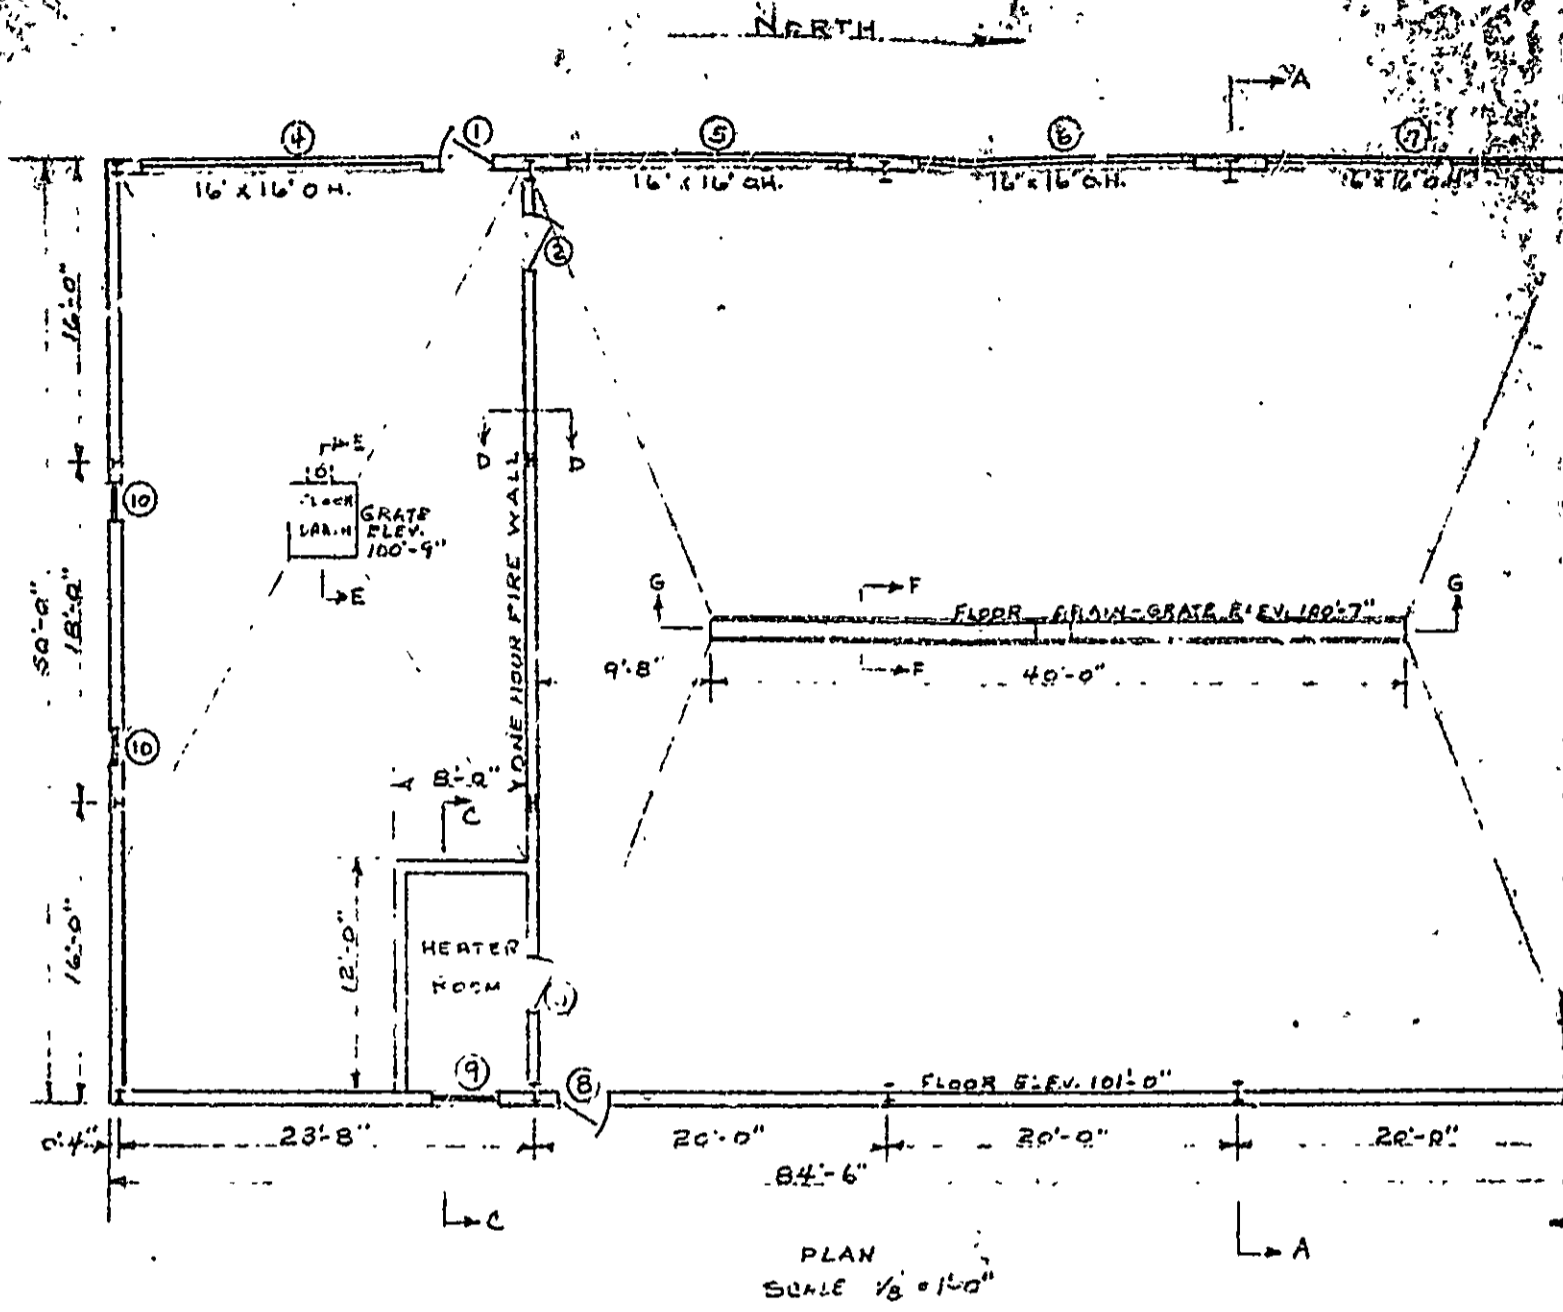 NORTH
A
4
1
5
6
7
16' x 16' O.H.
16' x 16' O.H.
16' x 16' O.H.
16' x 16' O.H.
2
16'-0"
E
D
D
10
GRATE
ELEV.
100'-9"
E
ONE HOUR FIRE WALL
50'-0"
18'-0"
G
F
FLOOR DRAIN-GRATE ELEV. 100'-7"
G
F
9'-8"
40'-0"
10
8'-0"
C
16'-0"
12'-0"
HEATER
ROOM
9
8
FLOOR ELEV. 101'-0"
0'-4"
23'-8"
20'-0"
20'-0"
20'-0"
84'-6"
C
A
PLAN
SCALE 1/8" = 1'-0"